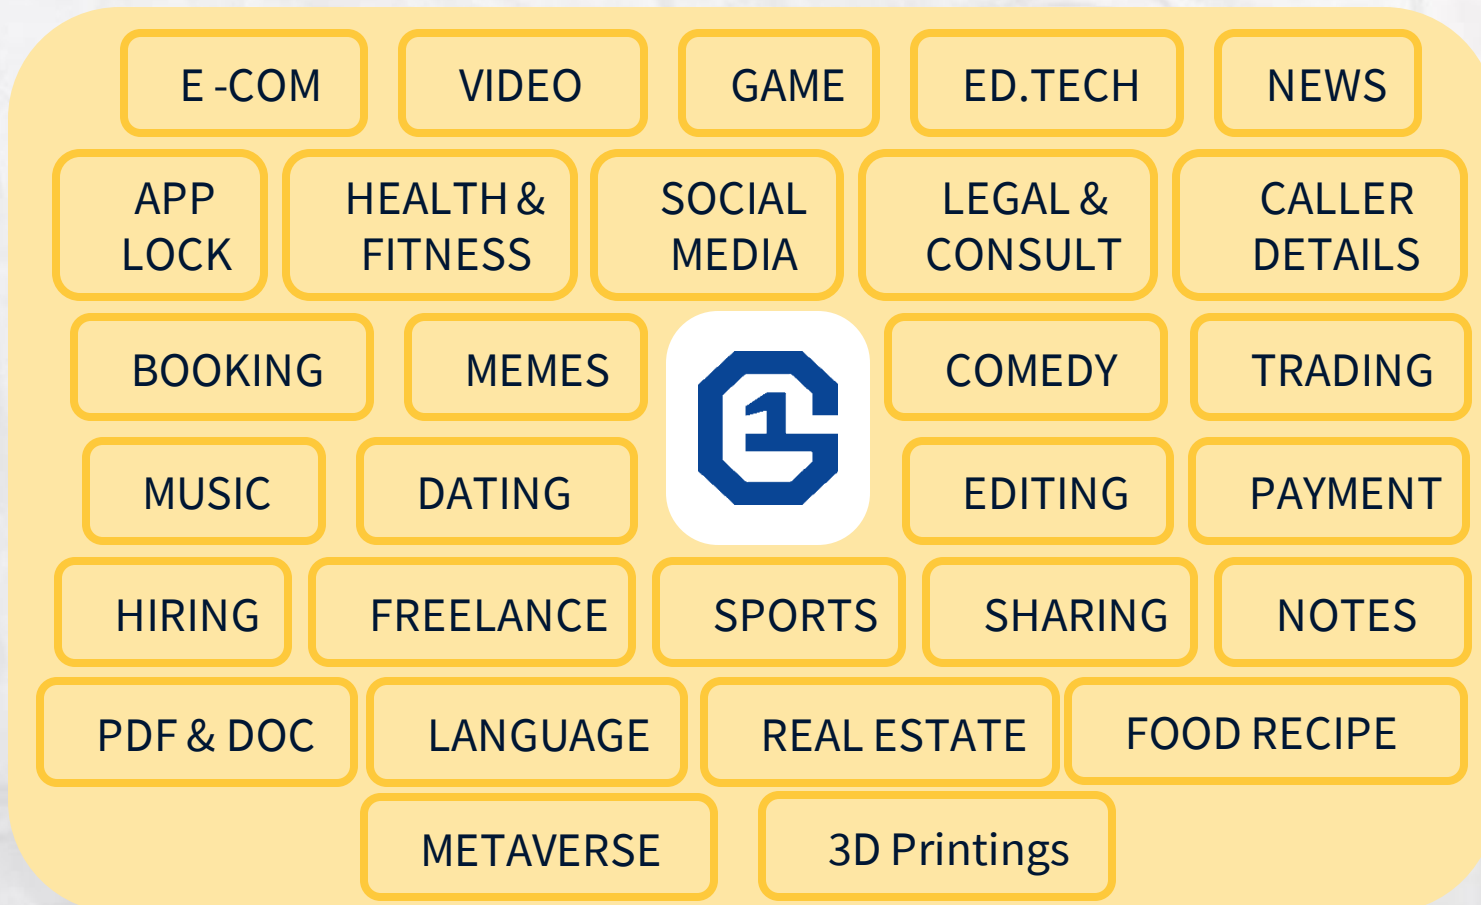 E -COM
VIDEO
GAME
ED.TECH
NEWS
APP
LOCK
HEALTH &
FITNESS
SOCIAL
MEDIA
LEGAL &
CONSULT
CALLER
DETAILS
BOOKING
MEMES
G1
COMEDY
TRADING
MUSIC
DATING
EDITING
PAYMENT
HIRING
FREELANCE
SPORTS
SHARING
NOTES
PDF & DOC
LANGUAGE
REAL ESTATE
FOOD RECIPE
METAVERSE
3D Printings